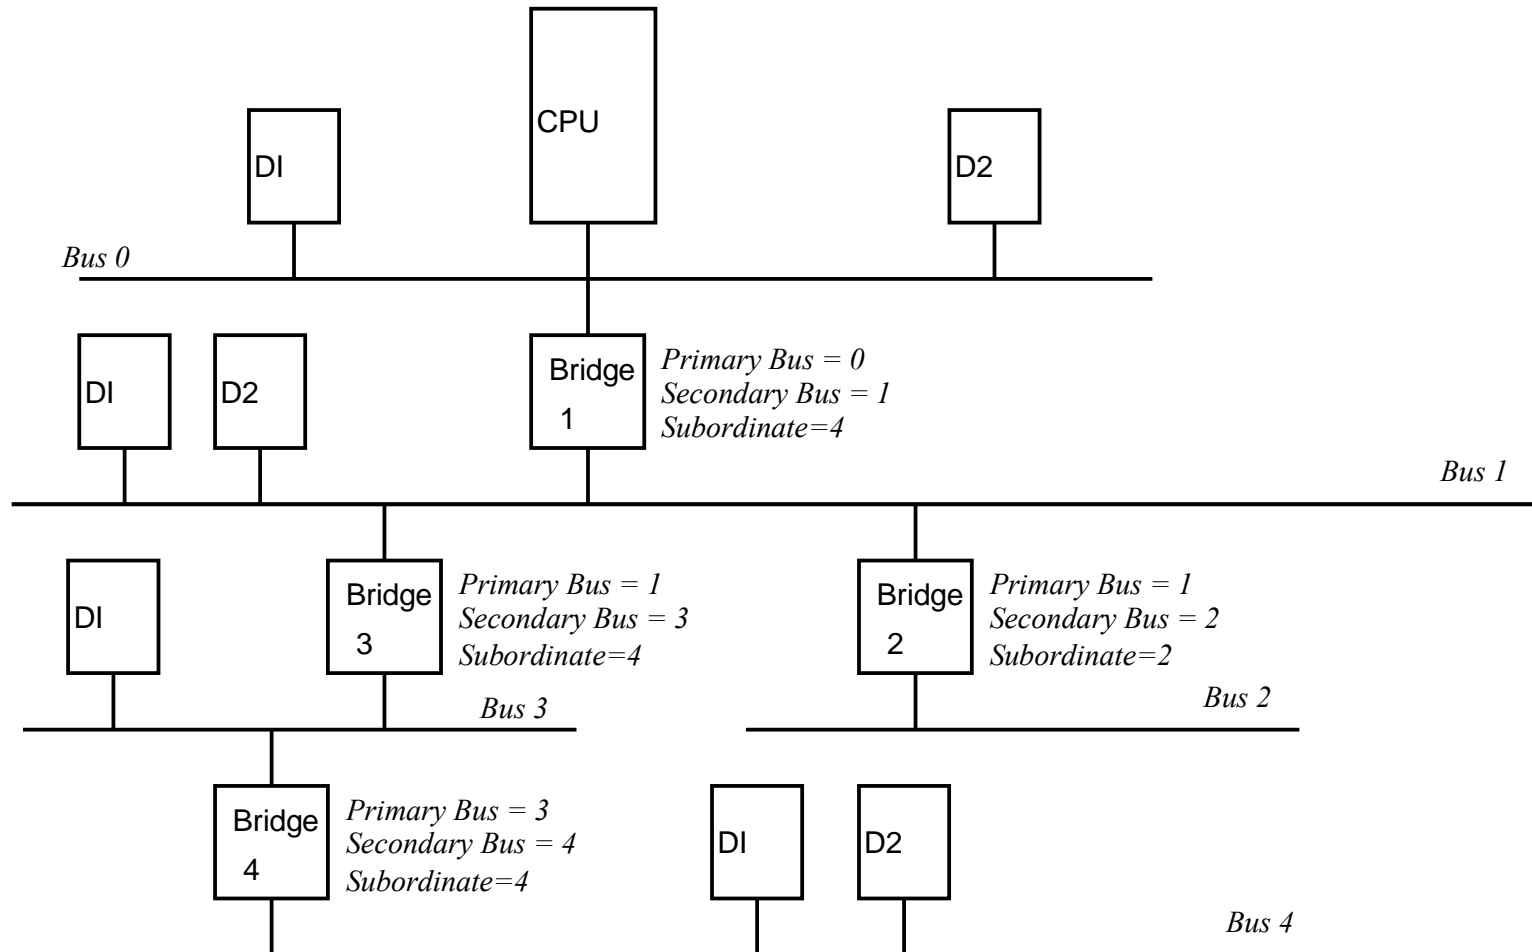 CPU
DI
D2
Bus 0
Bridge
1
Primary Bus = 0
Secondary Bus = 1
Subordinate=4
DI
D2
Bus 1
DI
Bridge
3
Primary Bus = 1
Secondary Bus = 3
Subordinate=4
Bridge
2
Primary Bus = 1
Secondary Bus = 2
Subordinate=2
Bus 3
Bus 2
Bridge
4
Primary Bus = 3
Secondary Bus = 4
Subordinate=4
DI
D2
Bus 4